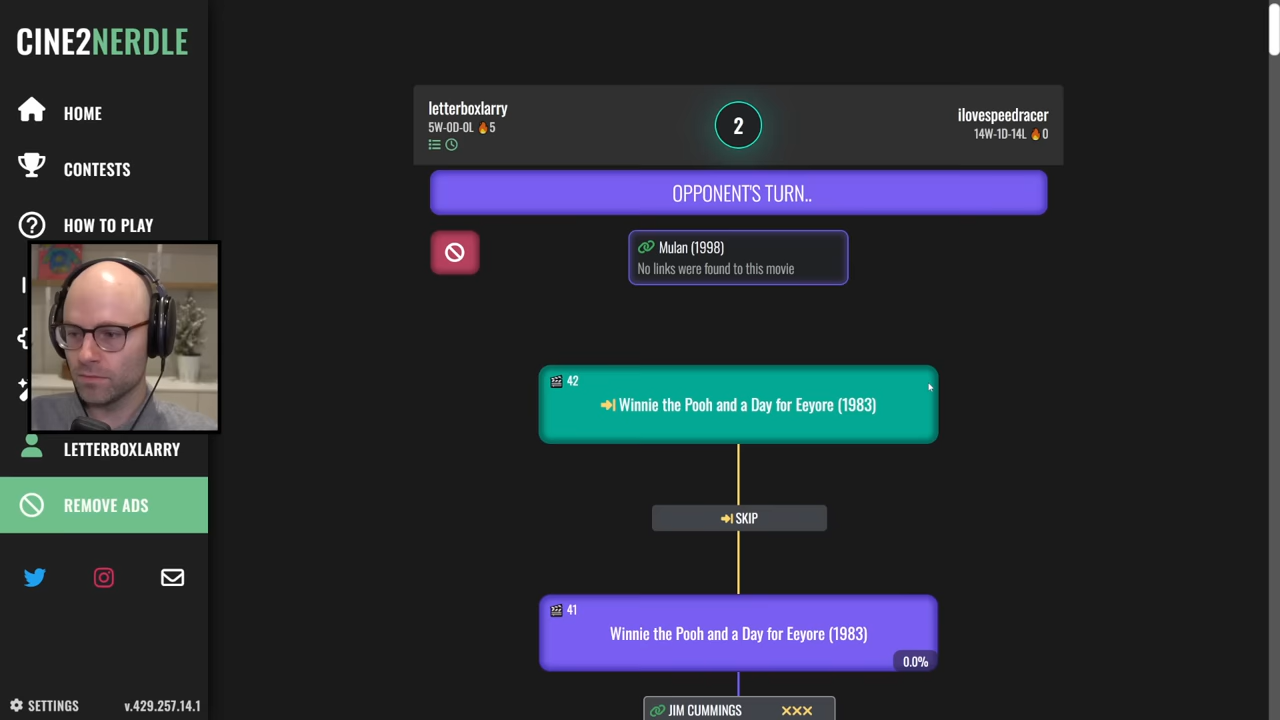 CINE2NERDLE
HOME
CONTESTS
HOW TO PLAY
LETTERBOXLARRY
REMOVE ADS
SETTINGS
v.429.257.14.1
letterboxlarry
5W-0D-0L 🔥5
2
ilovespeedracer
14W-1D-14L 🔥0
OPPONENT'S TURN..
Mulan (1998)
No links were found to this movie
42
Winnie the Pooh and a Day for Eeyore (1983)
SKIP
41
Winnie the Pooh and a Day for Eeyore (1983)
0.0%
JIM CUMMINGS XXX